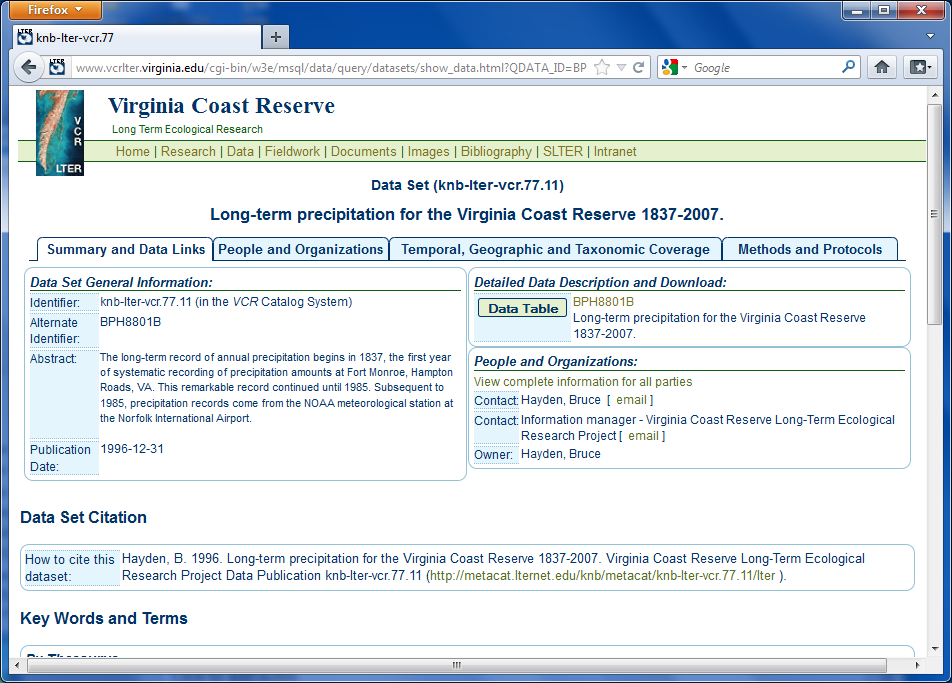 Firefox
knb-lter-vcr.77
www.vcrlter.virginia.edu/cgi-bin/w3e/msql/data/query/datasets/show_data.html?QDATA_ID=BP
Google
VCR
LTER
Virginia Coast Reserve
Long Term Ecological Research
Home | Research | Data | Fieldwork | Documents | Images | Bibliography | SLTER | Intranet
Data Set (knb-lter-vcr.77.11)
Long-term precipitation for the Virginia Coast Reserve 1837-2007.
Summary and Data Links
People and Organizations
Temporal, Geographic and Taxonomic Coverage
Methods and Protocols
Data Set General Information:
Identifier: knb-lter-vcr.77.11 (in the VCR Catalog System)
Alternate Identifier: BPH8801B
Abstract: The long-term record of annual precipitation begins in 1837, the first year
of systematic recording of precipitation amounts at Fort Monroe, Hampton
Roads, VA. This remarkable record continued until 1985. Subsequent to
1985, precipitation records come from the NOAA meteorological station at
the Norfolk International Airport.
Publication Date: 1996-12-31
Detailed Data Description and Download:
Data Table
BPH8801B
Long-term precipitation for the Virginia Coast Reserve
1837-2007.
People and Organizations:
View complete information for all parties
Contact: Hayden, Bruce [ email ]
Contact: Information manager - Virginia Coast Reserve Long-Term Ecological
Research Project [ email ]
Owner: Hayden, Bruce
Data Set Citation
How to cite this dataset:
Hayden, B. 1996. Long-term precipitation for the Virginia Coast Reserve 1837-2007. Virginia Coast Reserve Long-Term Ecological
Research Project Data Publication knb-lter-vcr.77.11 (http://metacat.lternet.edu/knb/metacat/knb-lter-vcr.77.11/lter ).
Key Words and Terms